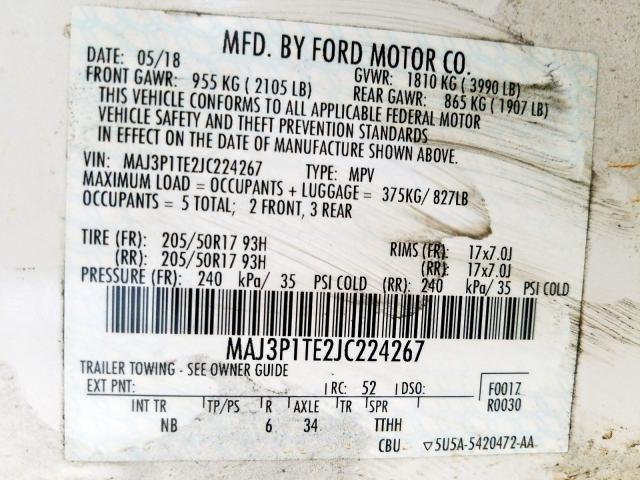 MFD. BY FORD MOTOR CO.
DATE: 05/18 GVWR: 1810 KG ( 3990 LB)
FRONT GAWR: 955 KG ( 2105 LB) REAR GAWR: 865 KG ( 1907 LB)
THIS VEHICLE CONFORMS TO ALL APPLICABLE FEDERAL MOTOR
VEHICLE SAFETY AND THEFT PREVENTION STANDARDS
IN EFFECT ON THE DATE OF MANUFACTURE SHOWN ABOVE.
VIN: MAJ3P1TE2JC224267 TYPE: MPV
MAXIMUM LOAD = OCCUPANTS + LUGGAGE = 375KG/ 827LB
OCCUPANTS = 5 TOTAL; 2 FRONT, 3 REAR
TIRE (FR): 205/50R17 93H RIMS (FR): 17x7.0J
(RR): 205/50R17 93H (RR): 17x7.0J
PRESSURE (FR): 240 kPa/ 35 PSI COLD (RR): 240 kPa/ 35 PSI COLD
MAJ3P1TE2JC224267
TRAILER TOWING - SEE OWNER GUIDE
EXT PNT: RC: 52 DSO: F001Z
R0030
INT TR TP/PS R AXLE TR SPR
NB 6 34 TTHH
CBU ▽5U5A-5420472-AA